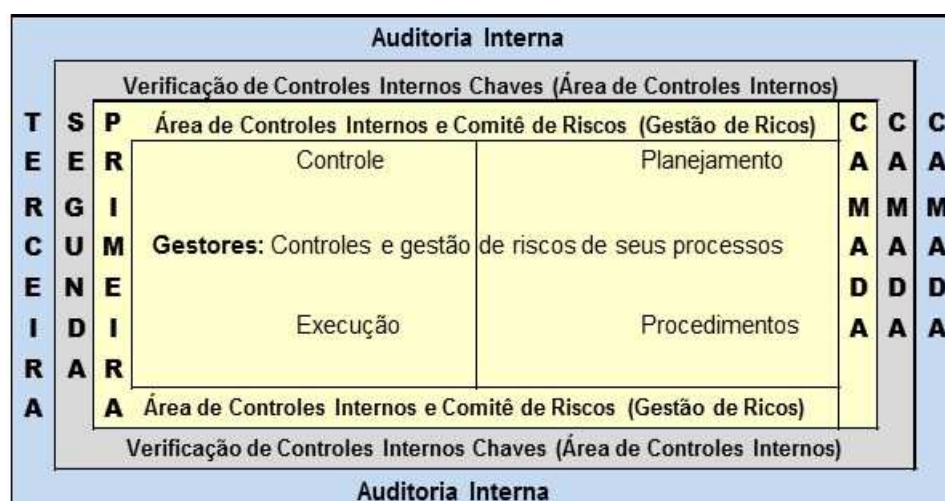 Auditoria Interna
Verificação de Controles Internos Chaves (Área de Controles Internos)
Área de Controles Internos e Comitê de Riscos (Gestão de Ricos)
TERCEIRA
SEGUNDA
PRIMEIRA
Controle
Planejamento
Gestores: Controles e gestão de riscos de seus processos
Execução
Procedimentos
CAMADA
CAMADA
CAMADA
Área de Controles Internos e Comitê de Riscos (Gestão de Ricos)
Verificação de Controles Internos Chaves (Área de Controles Internos)
Auditoria Interna